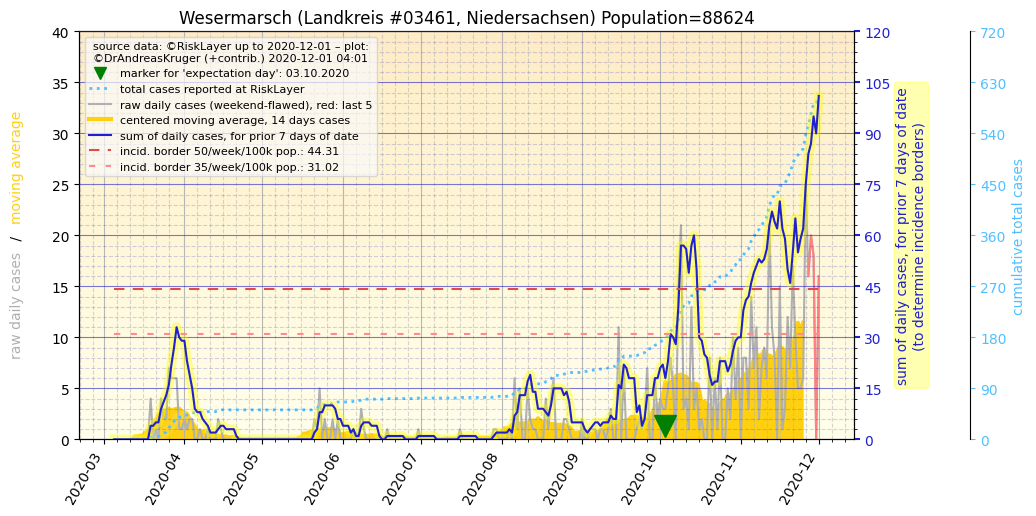 Wesermarsch (Landkreis #03461, Niedersachsen) Population=88624
source data: ©RiskLayer up to 2020-12-01 – plot:
©DrAndreasKruger (+contrib.) 2020-12-01 04:01
marker for 'expectation day': 03.10.2020
total cases reported at RiskLayer
raw daily cases (weekend-flawed), red: last 5
centered moving average, 14 days cases
sum of daily cases, for prior 7 days of date
incid. border 50/week/100k pop.: 44.31
incid. border 35/week/100k pop.: 31.02
raw daily cases / moving average
40
35
30
25
20
15
10
5
0
120
105
90
75
60
45
30
15
0
sum of daily cases, for prior 7 days of date
(to determine incidence borders)
720
630
540
450
360
270
180
90
0
cumulative total cases
2020-03
2020-04
2020-05
2020-06
2020-07
2020-08
2020-09
2020-10
2020-11
2020-12